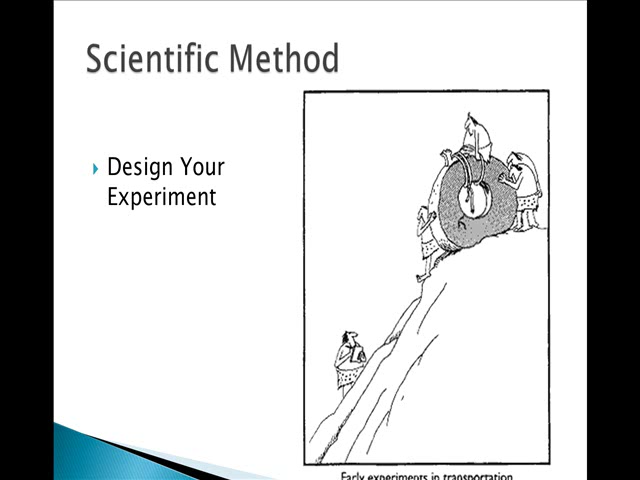 Scientific Method
Design Your
Experiment
Early experiments in transportation